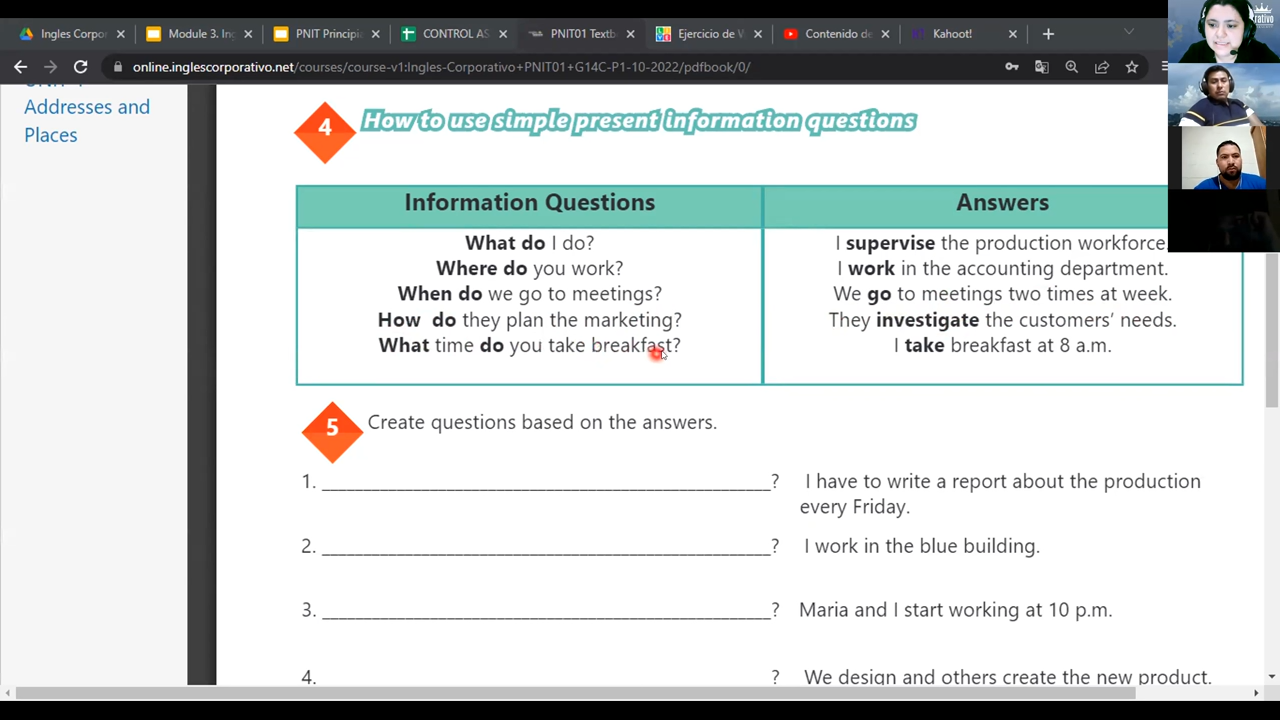 Ingles Corpor
Module 3. In
PNIT Principi
CONTROL AS
PNIT01 Textb
Ejercicio de V
Contenido de
Kahoot!
online.inglescorporativo.net/courses/course-v1:Ingles-Corporativo+PNIT01+G14C-P1-10-2022/pdfbook/0/
Addresses and
Places
4
How to use simple present information questions
Information Questions
Answers
What do I do?
I supervise the production workforce.
Where do you work?
I work in the accounting department.
When do we go to meetings?
We go to meetings two times at week.
How do they plan the marketing?
They investigate the customers' needs.
What time do you take breakfast?
I take breakfast at 8 a.m.
5
Create questions based on the answers.
1. ____________________? I have to write a report about the production
every Friday.
2. ____________________? I work in the blue building.
3. ____________________? Maria and I start working at 10 p.m.
4. ____________________? We design and others create the new product.